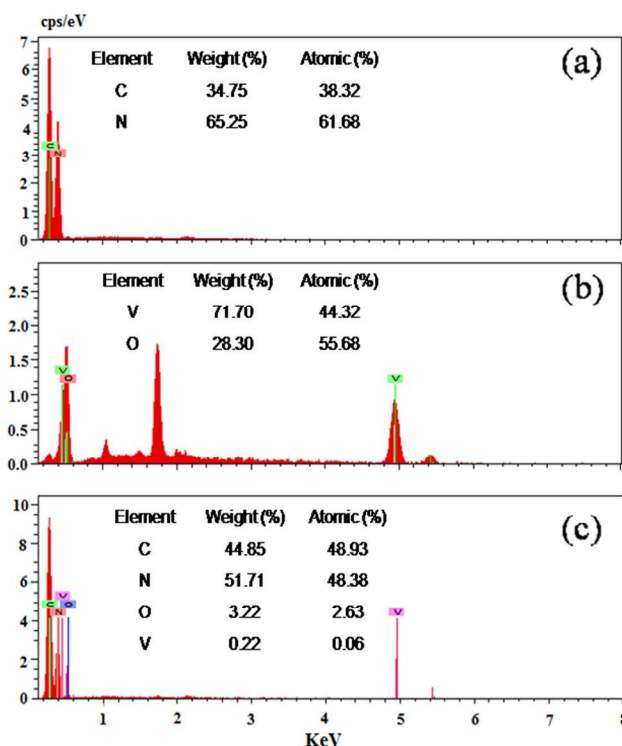 cps/eV
(a)
Element Weight (%) Atomic (%)
C 34.75 38.32
N 65.25 61.68
7
6
5
4
3
2
1
0
C
N
(b)
Element Weight (%) Atomic (%)
V 71.70 44.32
O 28.30 55.68
2.5
2.0
1.5
1.0
0.5
0.0
V
O
V
(c)
Element Weight (%) Atomic (%)
C 44.85 48.93
N 51.71 48.38
O 3.22 2.63
V 0.22 0.06
10
8
6
4
2
0
C
N
V
O
V
1 2 3 4 5 6 7 8
KeV